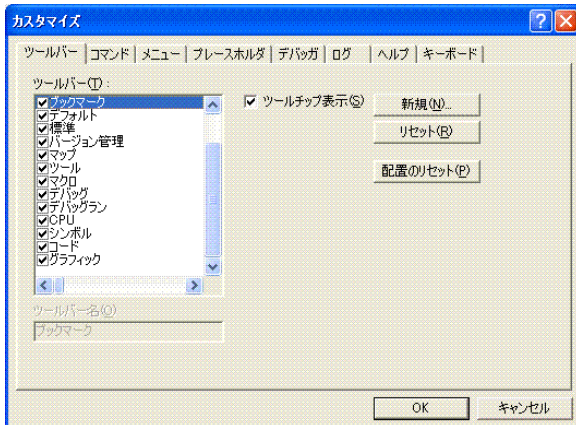 カスタマイズ
ツールバー コマンド メニュー プレースホルダ デバッガ ログ ヘルプ キーボード
ツールバー(T) :
ブックマーク
デフォルト
標準
バージョン管理
マップ
ツール
マクロ
デバッグ
デバッグラン
CPU
シンボル
コード
グラフィック
ツールチップ表示(S)
新規(N)...
リセット(R)
配置のリセット(P)
ツールバー名(O)
ブックマーク
OK キャンセル